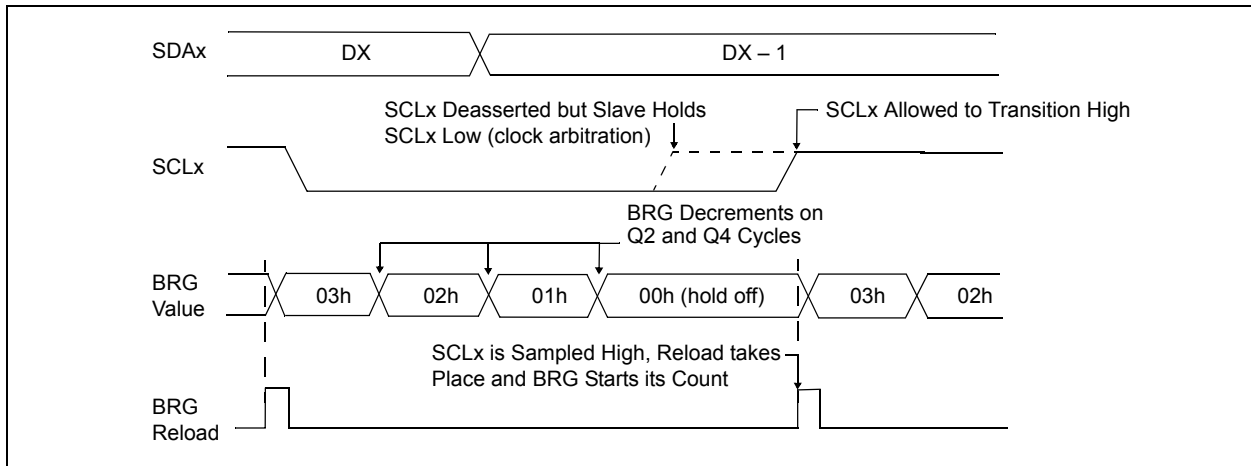 SDAx
DX
DX – 1
SCLx Deasserted but Slave Holds
SCLx Low (clock arbitration)
SCLx Allowed to Transition High
SCLx
BRG Decrements on
Q2 and Q4 Cycles
BRG
Value
03h
02h
01h
00h (hold off)
03h
02h
SCLx is Sampled High, Reload takes
Place and BRG Starts its Count
BRG
Reload